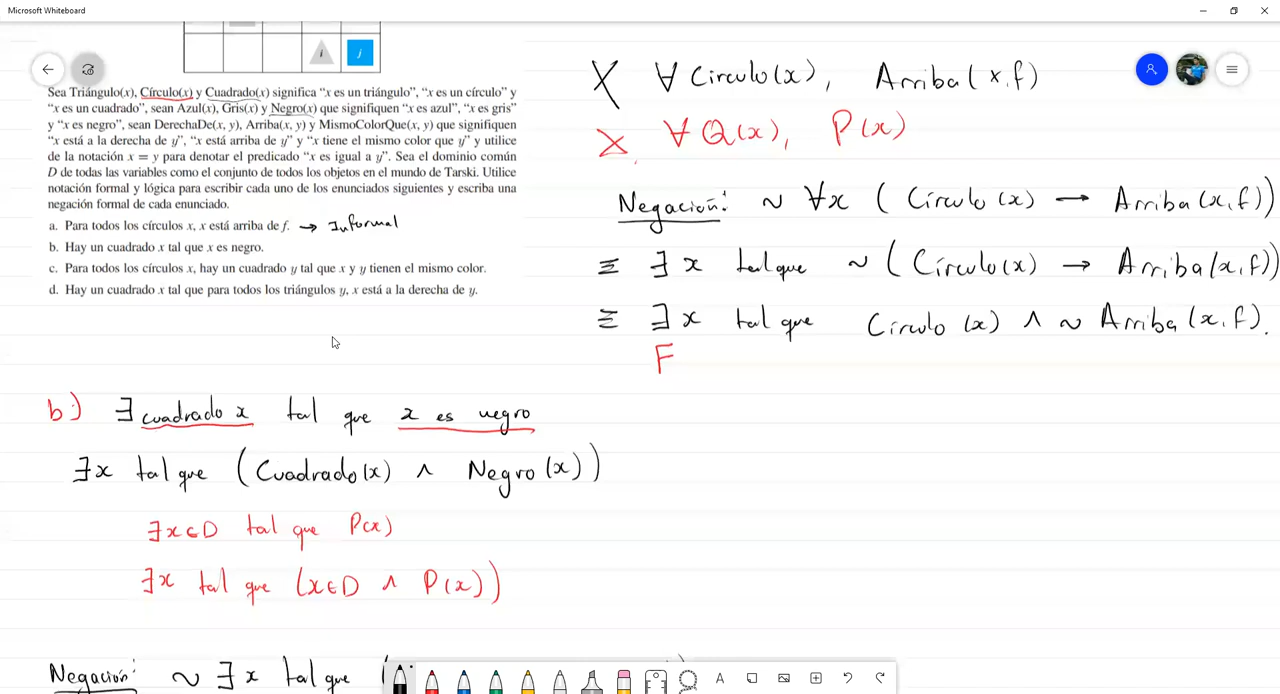 Microsoft Whiteboard
i
j
Sea Triángulo(x), Círculo(x) y Cuadrado(x) significa “x es un triángulo”, “x es un círculo” y
“x es un cuadrado”, sean Azul(x), Gris(x) y Negro(x) que signifiquen “x es azul”, “x es gris”
y “x es negro”, sean DerechaDe(x, y), Arriba(x, y) y MismoColorQue(x, y) que signifiquen
“x está a la derecha de y”, “x está arriba de y” y “x tiene el mismo color que y” y utilice
de la notación x = y para denotar el predicado “x es igual a y”. Sea el dominio común
D de todas las variables como el conjunto de todos los objetos en el mundo de Tarski. Utilice
notación formal y lógica para escribir cada uno de los enunciados siguientes y escriba una
negación formal de cada enunciado.
a. Para todos los círculos x, x está arriba de f. → Informal
b. Hay un cuadrado x tal que x es negro.
c. Para todos los círculos x, hay un cuadrado y tal que x y y tienen el mismo color.
d. Hay un cuadrado x tal que para todos los triángulos y, x está a la derecha de y.
X ∀ Círculo(x), Arriba(x,f)
X ∀ Q(x), P(x)
Negación: ~ ∀x (Círculo(x) → Arriba(x,f))
≡ ∃ x tal que ~ (Círculo(x) → Arriba(x,f))
≡ ∃ x tal que Círculo(x) ∧ ~ Arriba(x,f).
F
b) ∃ cuadrado x tal que x es negro
∃x tal que (Cuadrado(x) ∧ Negro(x))
∃x∈D tal que P(x)
∃x tal que (x∈D ∧ P(x))
Negación: ~ ∃ x tal que (
A